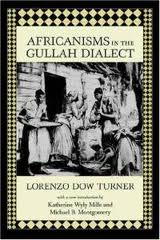 AFRICANISMS IN THE
GULLAH DIALECT
LORENZO DOW TURNER
with a new introduction by
Katherine Wyly Mille and
Michael B. Montgomery